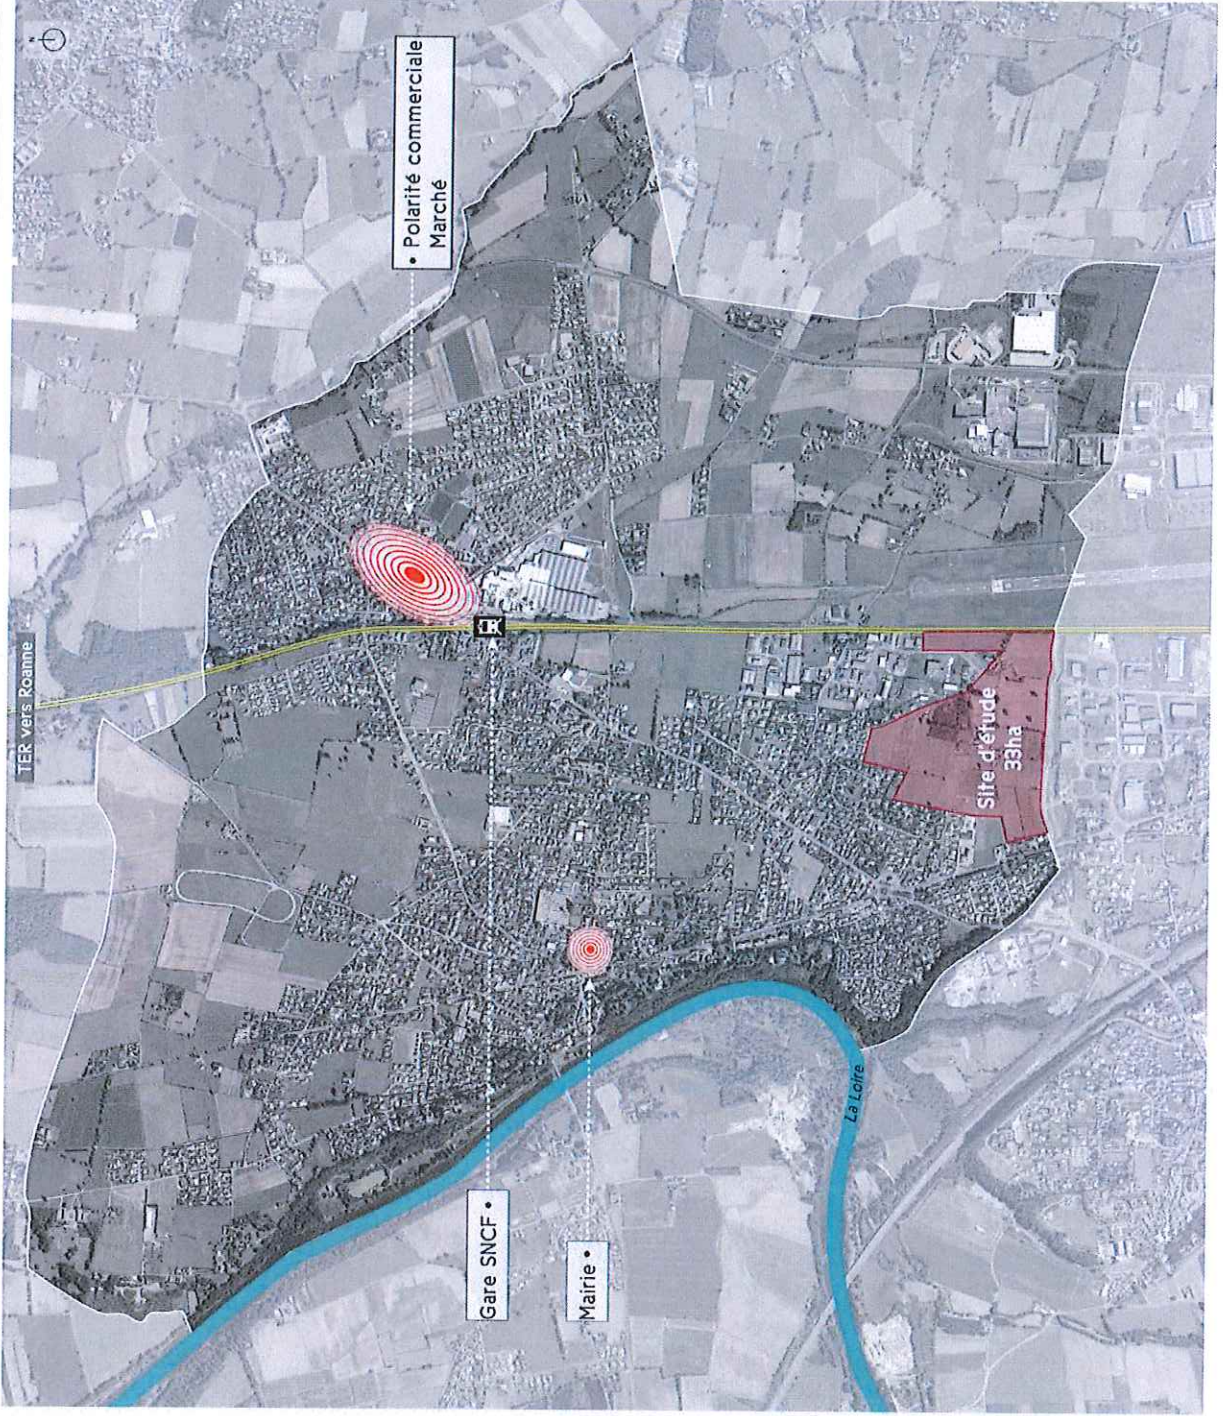 N
TER vers Roanne
• Polarité commerciale
Marché
Gare SNCF •
Mairie •
Site d'étude
33ha
La Loire